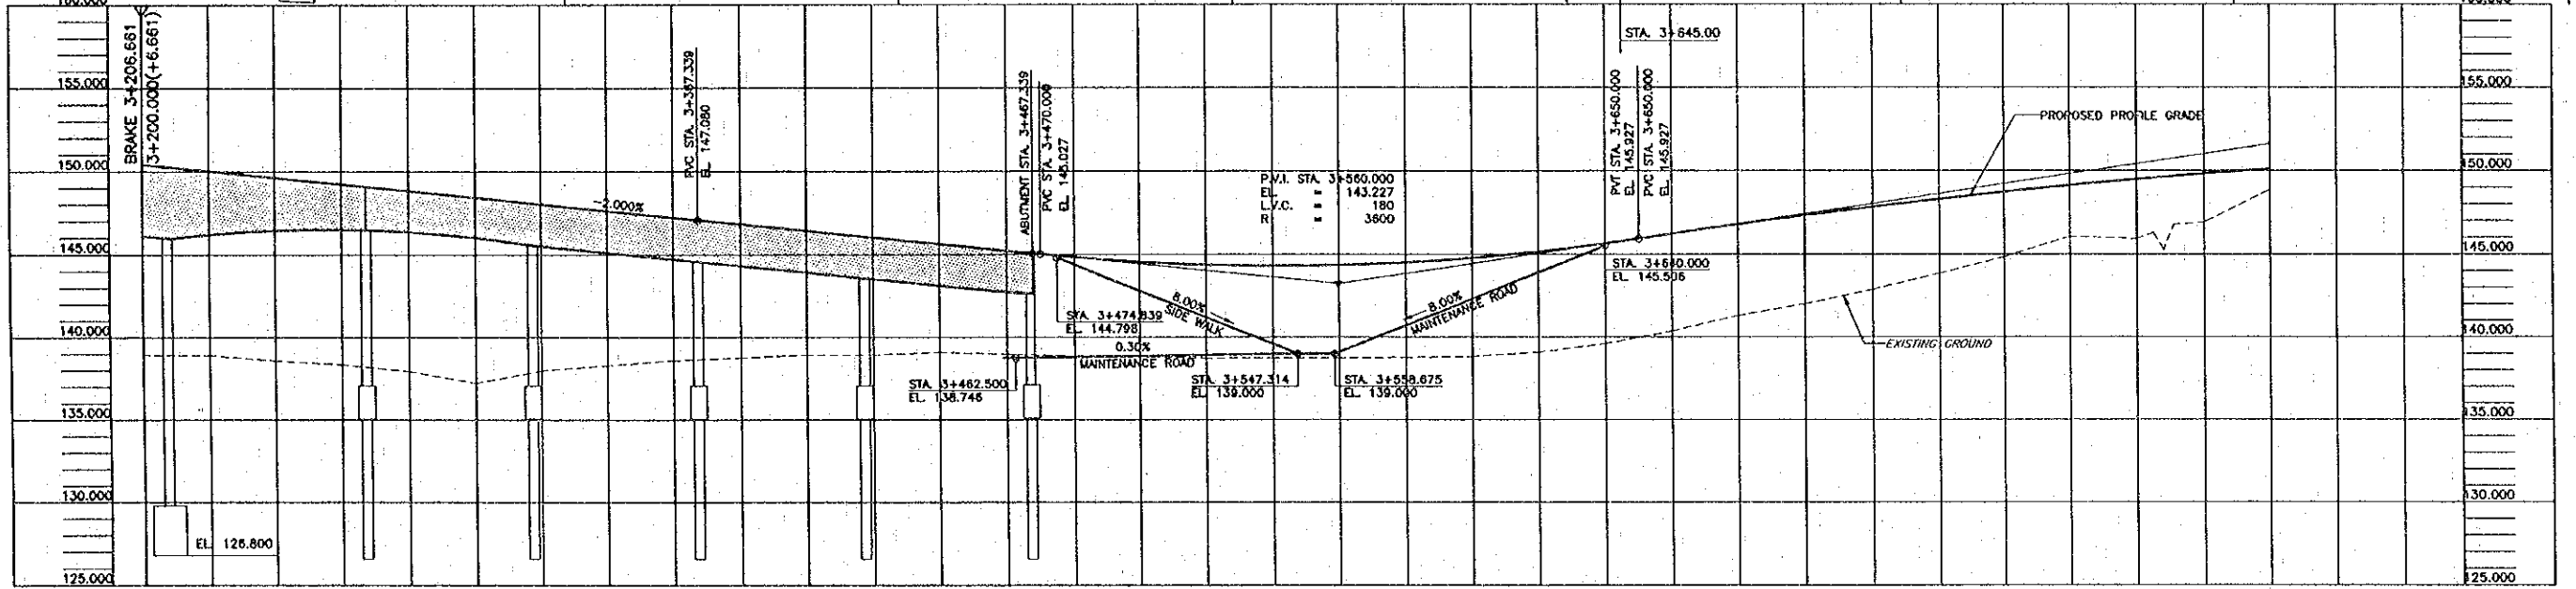 160.000
155.000
150.000
145.000
140.000
135.000
130.000
125.000
BRAKE 3+206.661
3+200.000(+6.661)
-2.000%
PVC STA. 3+367.339
EL. 147.080
ABUTMENT STA. 3+467.339
PVC STA. 3+470.000
EL. 145.027
P.V.I. STA. 3+560.000
EL. = 143.227
L.V.C. = 180
R = 3600
STA. 3+645.00
PVT STA. 3+650.000
EL. 145.927
PVC STA. 3+650.000
EL. 145.927
PROPOSED PROFILE GRADE
STA. 3+640.000
EL. 145.506
STA. 3+474.839
EL. 144.798
8.00%
SIDE WALK
8.00%
MAINTENANCE ROAD
0.30%
MAINTENANCE ROAD
STA. 3+462.500
EL. 138.746
STA. 3+547.314
EL. 139.000
STA. 3+558.675
EL. 139.000
EXISTING GROUND
EL. 126.800
160.000
155.000
150.000
145.000
140.000
135.000
130.000
125.000